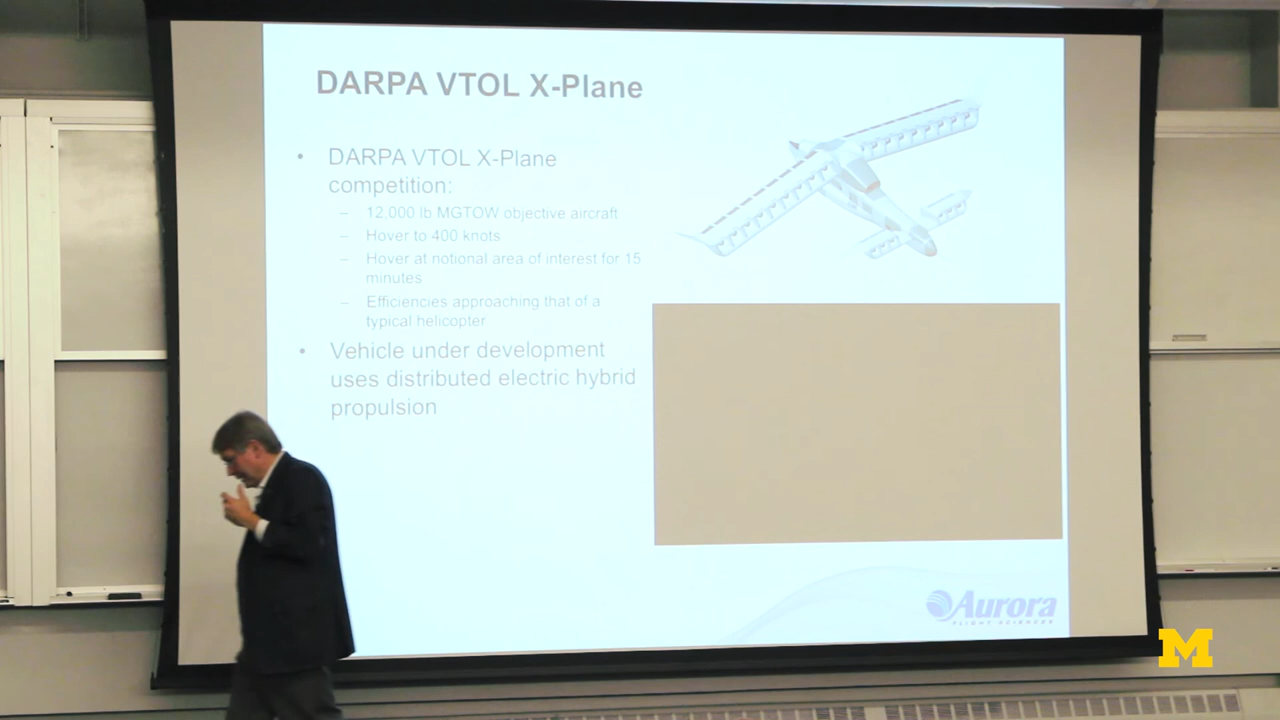 DARPA VTOL X-Plane
• DARPA VTOL X-Plane
competition:
– 12,000 lb MGTOW objective aircraft
– Hover to 400 knots
– Hover at notional area of interest for 15
minutes
– Efficiencies approaching that of a
typical helicopter
• Vehicle under development
uses distributed electric hybrid
propulsion
Aurora
FLIGHT SCIENCES
M